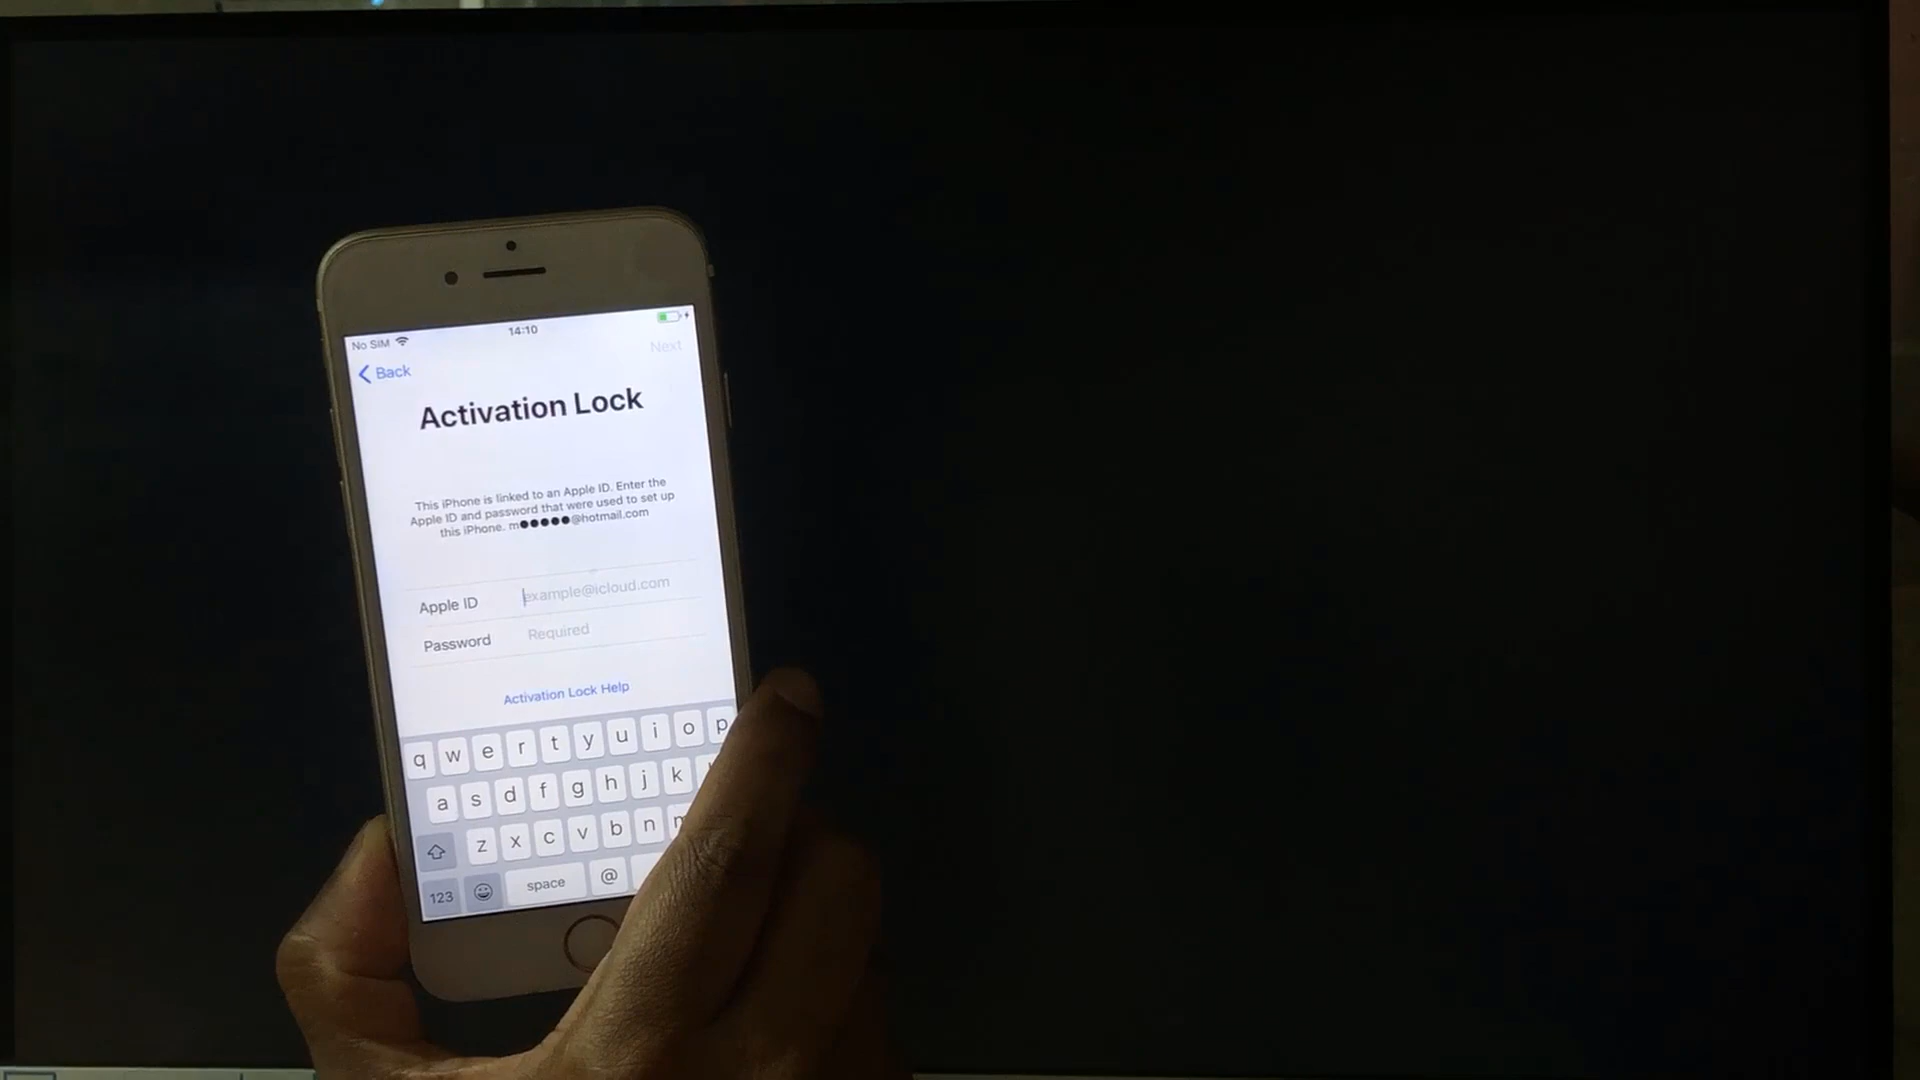 14:10
No SIM
Next
Back
Activation Lock
This iPhone is linked to an Apple ID. Enter the
Apple ID and password that were used to set up
this iPhone. m●●●●●@hotmail.com
Apple ID example@icloud.com
Password Required
Activation Lock Help
q w e r t y u i o p
a s d f g h j k
z x c v b n m
123 space @